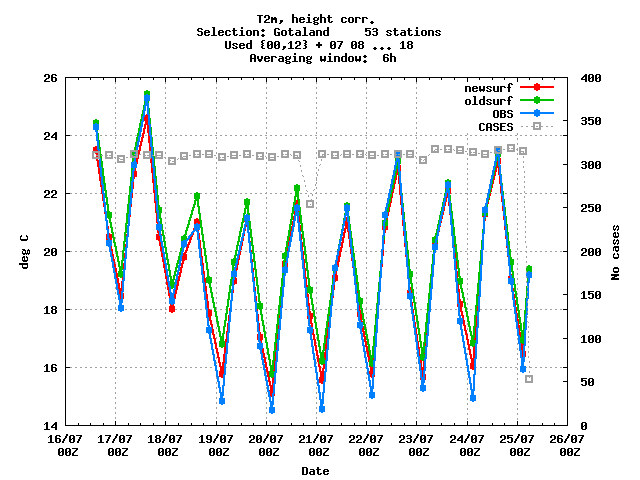 T2m, height corr.
Selection: Gotaland     53 stations
Used {00,12} + 07 08 ... 18
Averaging window:  6h
26 400
newsurf
oldsurf
OBS
CASES
350
24
300
22
250
deg C
No cases
20 200
150
18
100
16
50
14 0
16/07 17/07 18/07 19/07 20/07 21/07 22/07 23/07 24/07 25/07 26/07
00Z 00Z 00Z 00Z 00Z 00Z 00Z 00Z 00Z 00Z 00Z
Date